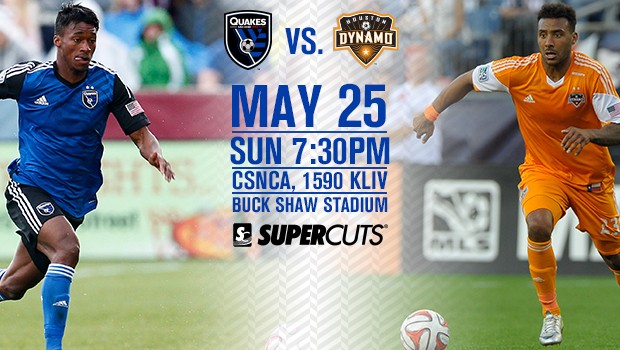 QUAKES
VS.
HOUSTON
DYNAMO
MAY 25
SUN 7:30PM
CSNCA, 1590 KLIV
BUCK SHAW STADIUM
SUPERCUTS®
MLS